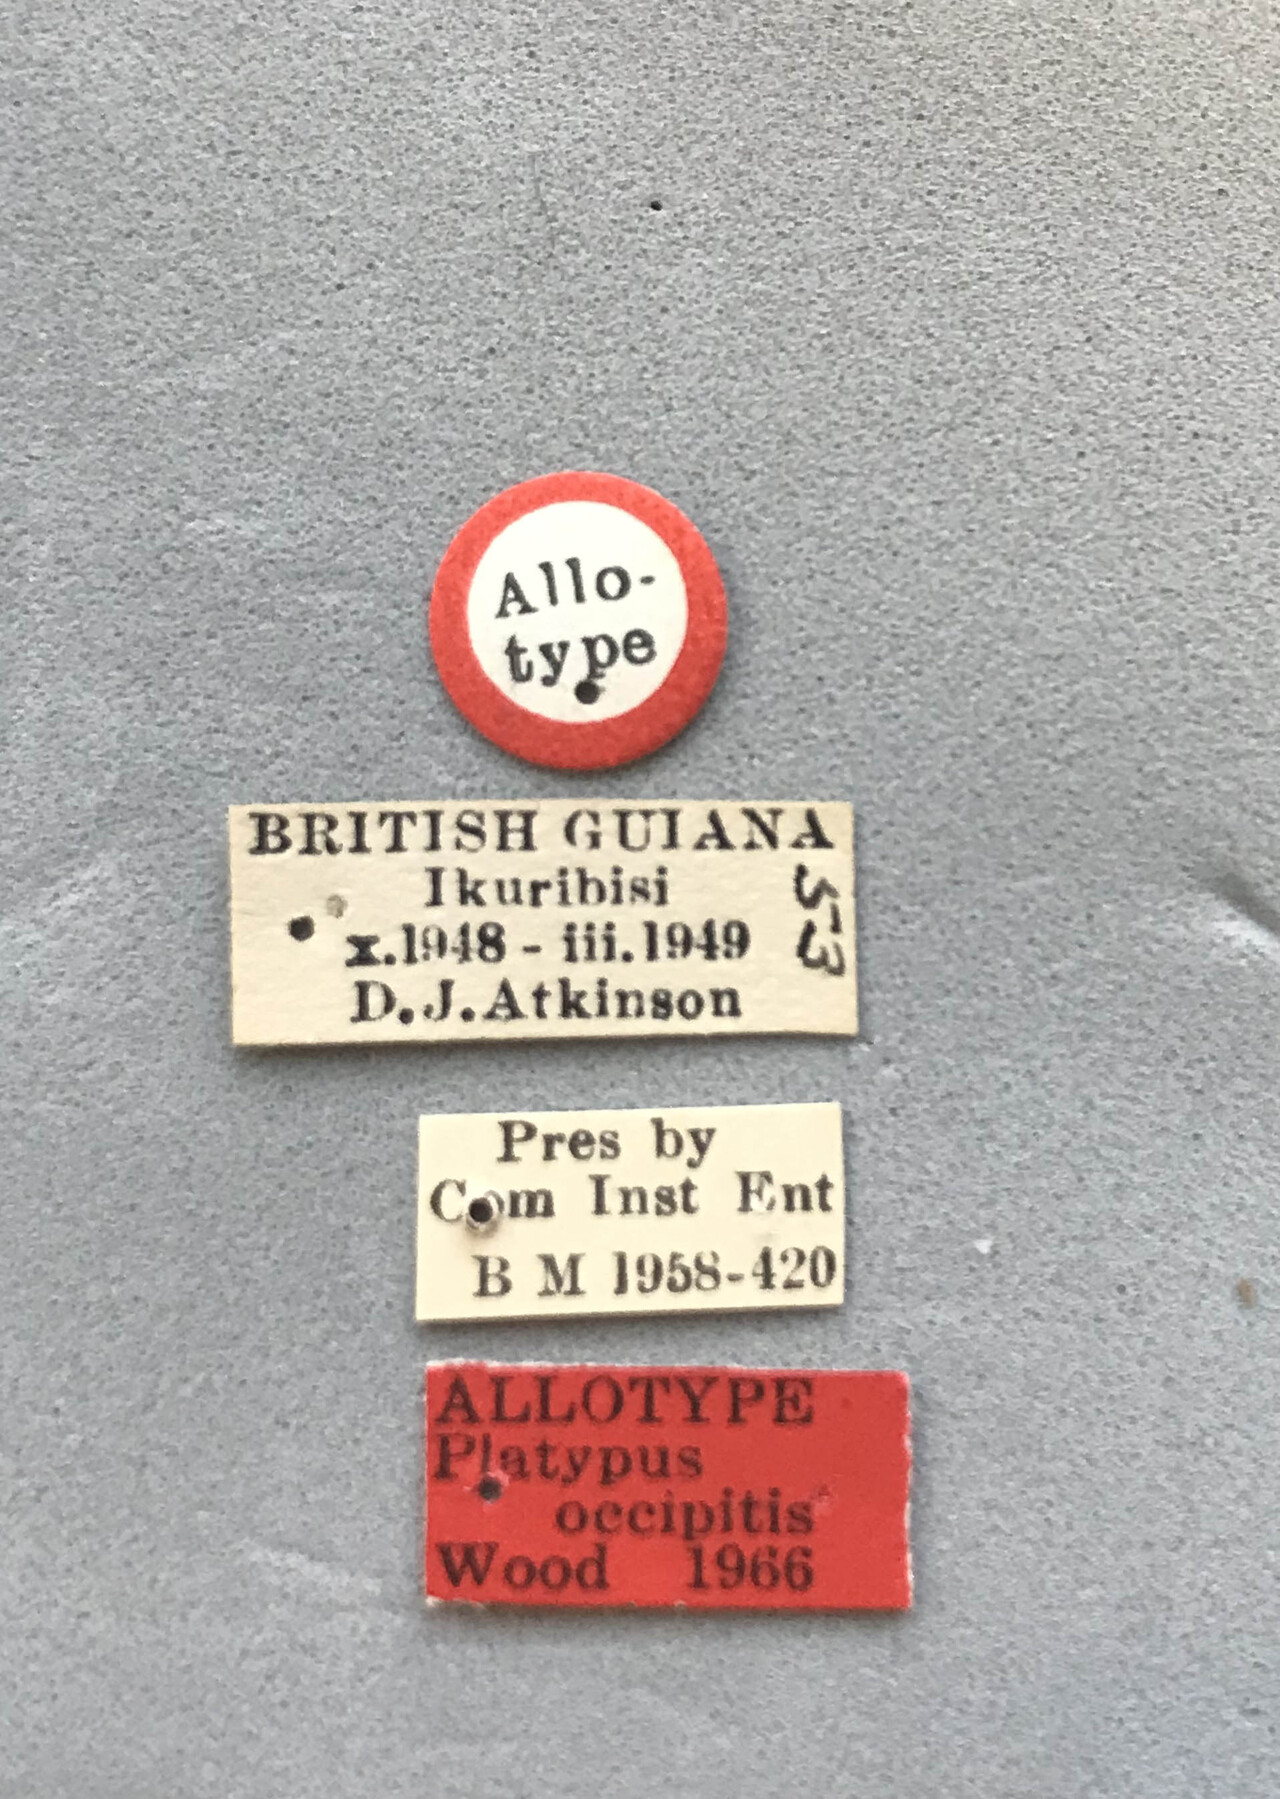 Allo-
type
BRITISH GUIANA
Ikuribisi
x.1948 - iii.1949
D.J.Atkinson
Pres by
Com Inst Ent
B M 1958-420
ALLOTYPE
Platypus
occipitis
Wood 1966